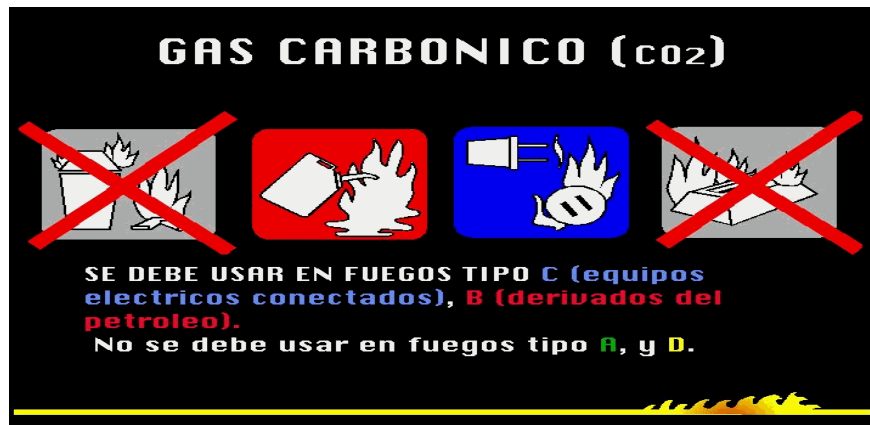 GAS CARBONICO (CO2)
SE DEBE USAR EN FUEGOS TIPO C (equipos
electricos conectados), B (derivados del
petroleo).
No se debe usar en fuegos tipo A, y D.